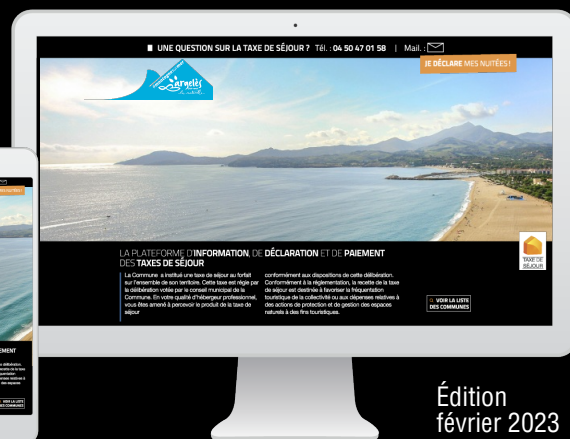 UNE QUESTION SUR LA TAXE DE SÉJOUR ? Tél. : 04 50 47 01 58 | Mail. :
JE DÉCLARE MES NUITÉES !
argelès
LA PLATEFORME D'INFORMATION, DE DÉCLARATION ET DE PAIEMENT
DES TAXES DE SÉJOUR
La Commune a institué une taxe de séjour au forfait
sur l'ensemble de son territoire. Cette taxe est régie par
la délibération votée par le conseil municipal de la
Commune. En votre qualité d'hébergeur professionnel,
vous êtes amené à percevoir le produit de la taxe de
séjour
conformément aux dispositions de cette délibération.
Conformément à la réglementation, la recette de la taxe
de séjour est destinée à favoriser la fréquentation
touristique de la collectivité ou aux dépenses relatives à
des actions de protection et de gestion des espaces
naturels à des fins touristiques.
TAXE DE
SÉJOUR
VOIR LA LISTE
DES COMMUNES
Édition
février 2023